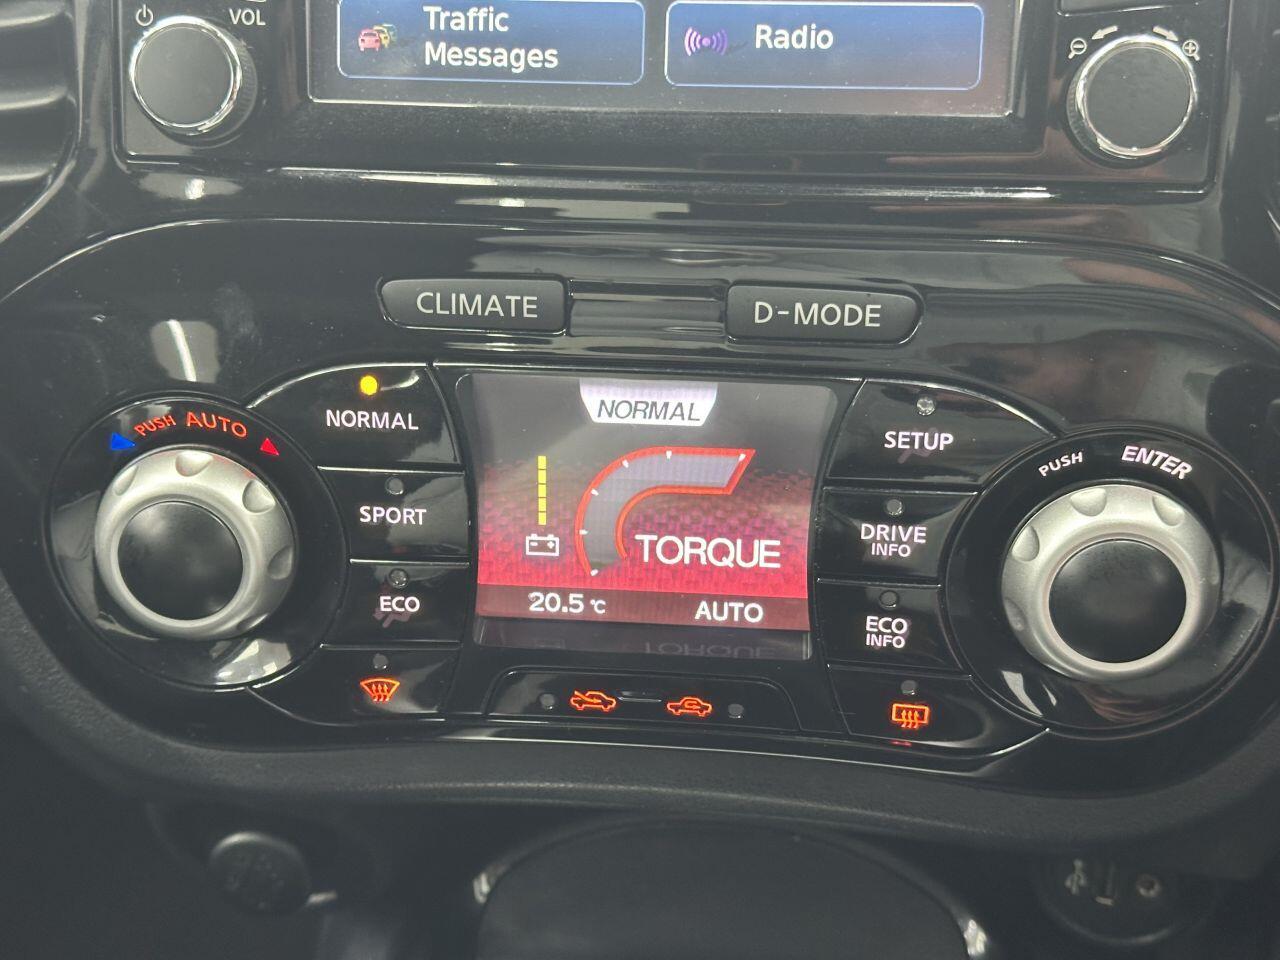 VOL
Traffic
Messages
Radio
CLIMATE
D-MODE
PUSH AUTO
NORMAL
SPORT
ECO
NORMAL
TORQUE
20.5 °C
AUTO
SETUP
DRIVE
INFO
ECO
INFO
PUSH ENTER